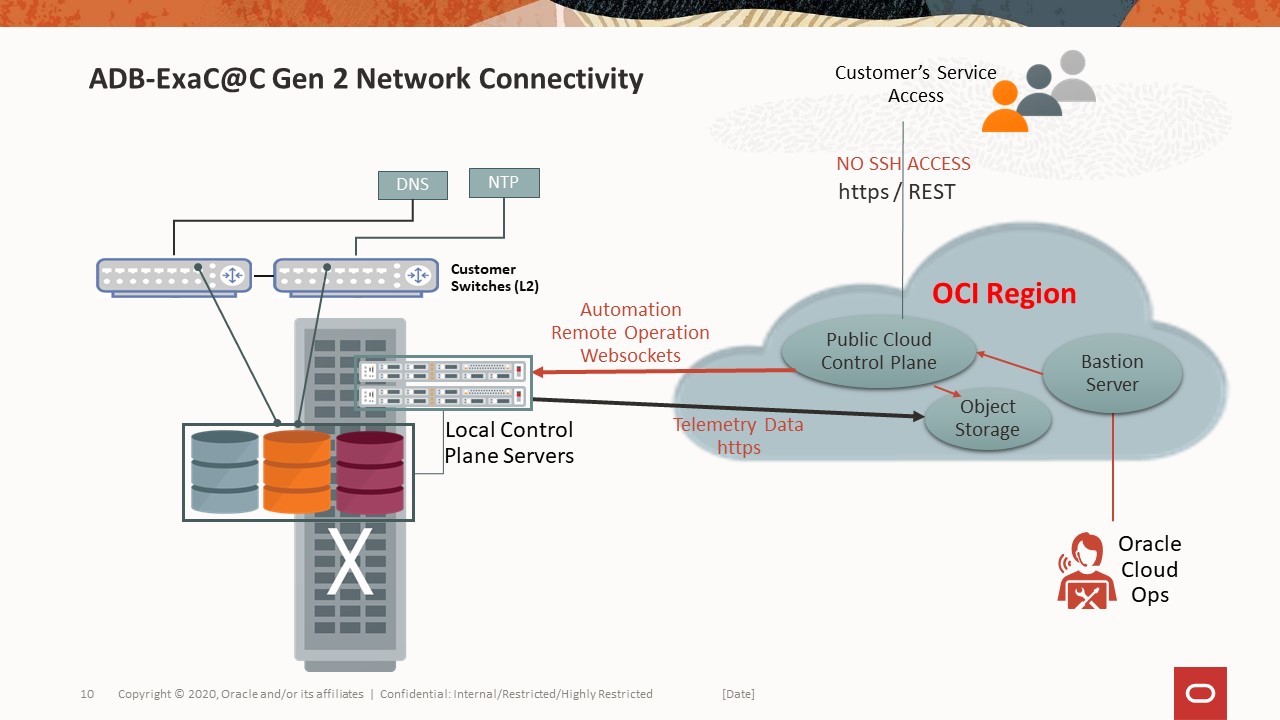 ADB-ExaC@C Gen 2 Network Connectivity
Customer’s Service
Access
NO SSH ACCESS
https / REST
DNS
NTP
Customer
Switches (L2)
Automation
Remote Operation
Websockets
OCI Region
Public Cloud
Control Plane
Bastion
Server
Object
Storage
Telemetry Data
https
Local Control
Plane Servers
X
Oracle
Cloud
Ops
10 Copyright © 2020, Oracle and/or its affiliates | Confidential: Internal/Restricted/Highly Restricted [Date]